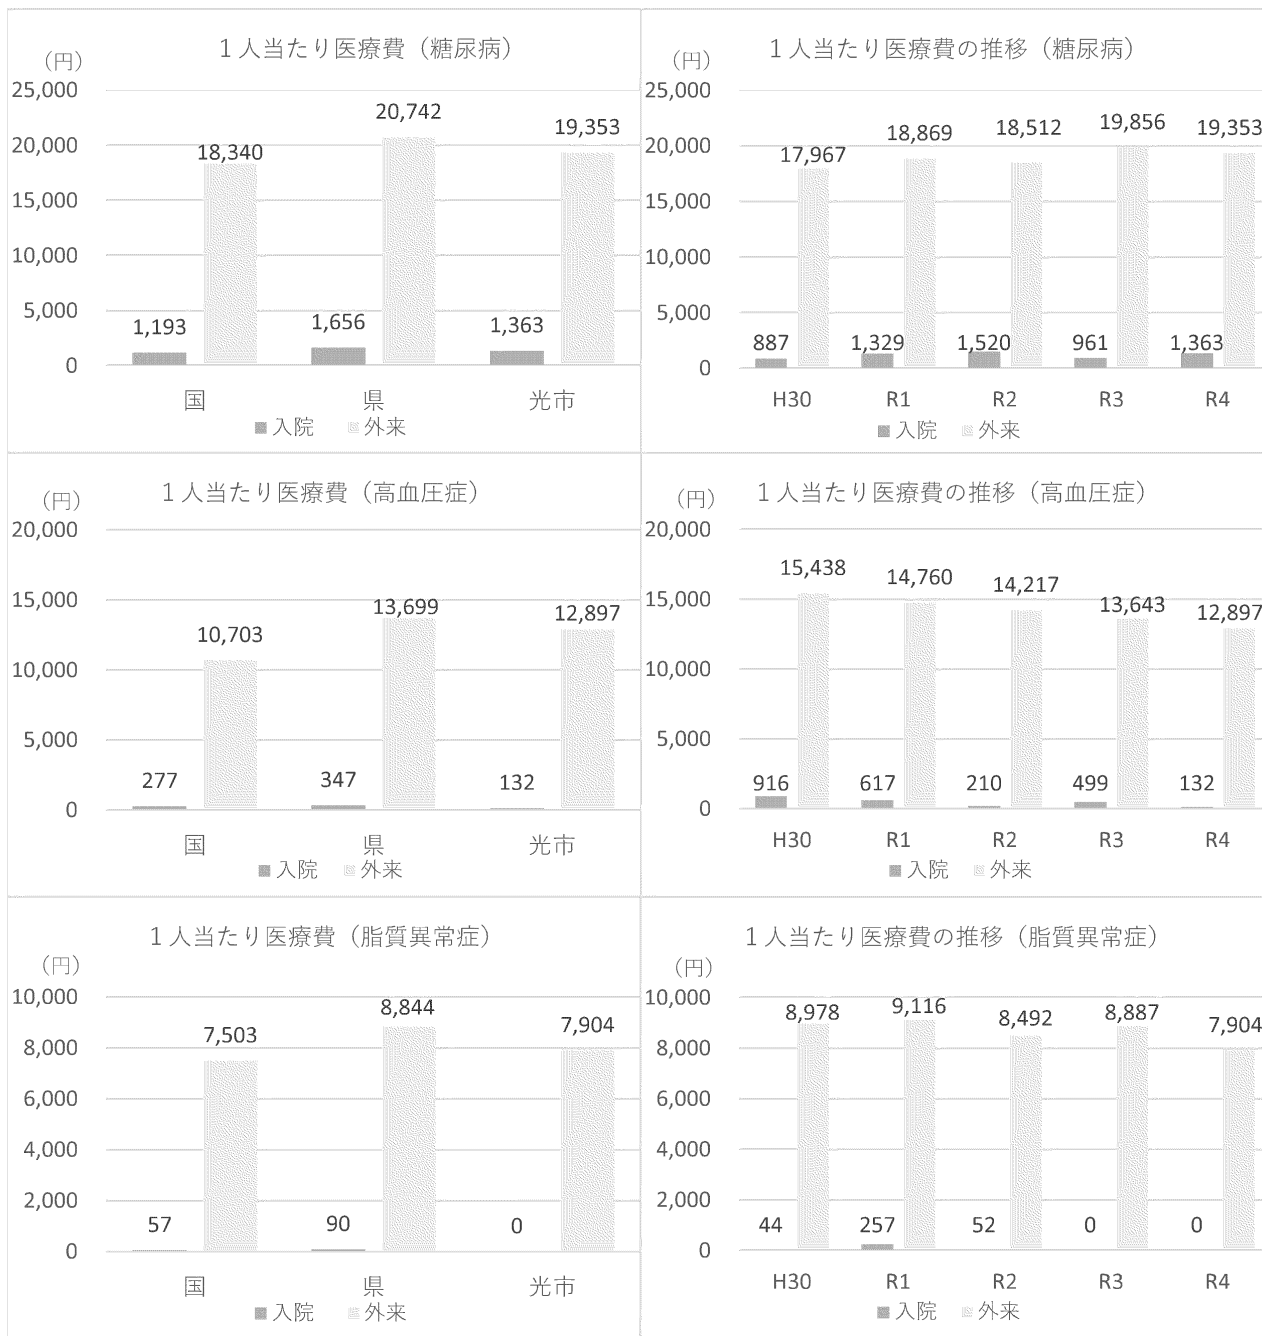 １人当たり医療費（糖尿病）
（円）
25,000
20,000
15,000
10,000
5,000
0
18,340
20,742
19,353
1,193
1,656
1,363
国
県
光市
入院 外来
１人当たり医療費の推移（糖尿病）
（円）
25,000
20,000
15,000
10,000
5,000
0
17,967
18,869
18,512
19,856
19,353
887
1,329
1,520
961
1,363
H30
R1
R2
R3
R4
入院 外来
１人当たり医療費（高血圧症）
（円）
20,000
15,000
10,000
5,000
0
10,703
13,699
12,897
277
347
132
国
県
光市
入院 外来
１人当たり医療費の推移（高血圧症）
（円）
20,000
15,000
10,000
5,000
0
15,438
14,760
14,217
13,643
12,897
916
617
210
499
132
H30
R1
R2
R3
R4
入院 外来
１人当たり医療費（脂質異常症）
（円）
10,000
8,000
6,000
4,000
2,000
0
7,503
8,844
7,904
57
90
0
国
県
光市
入院 外来
１人当たり医療費の推移（脂質異常症）
（円）
10,000
8,000
6,000
4,000
2,000
0
8,978
9,116
8,492
8,887
7,904
44
257
52
0
0
H30
R1
R2
R3
R4
入院 外来